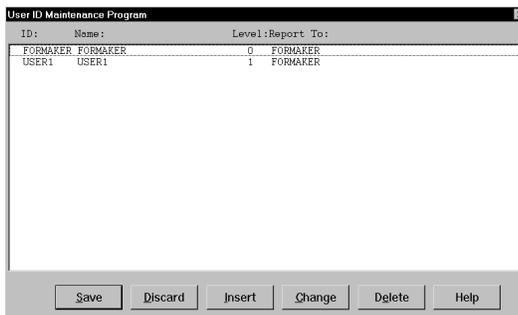 User ID Maintenance Program
ID: Name: Level:Report To:
FORMAKER FORMAKER 0 FORMAKER
USER1 USER1 1 FORMAKER
Save Discard Insert Change Delete Help